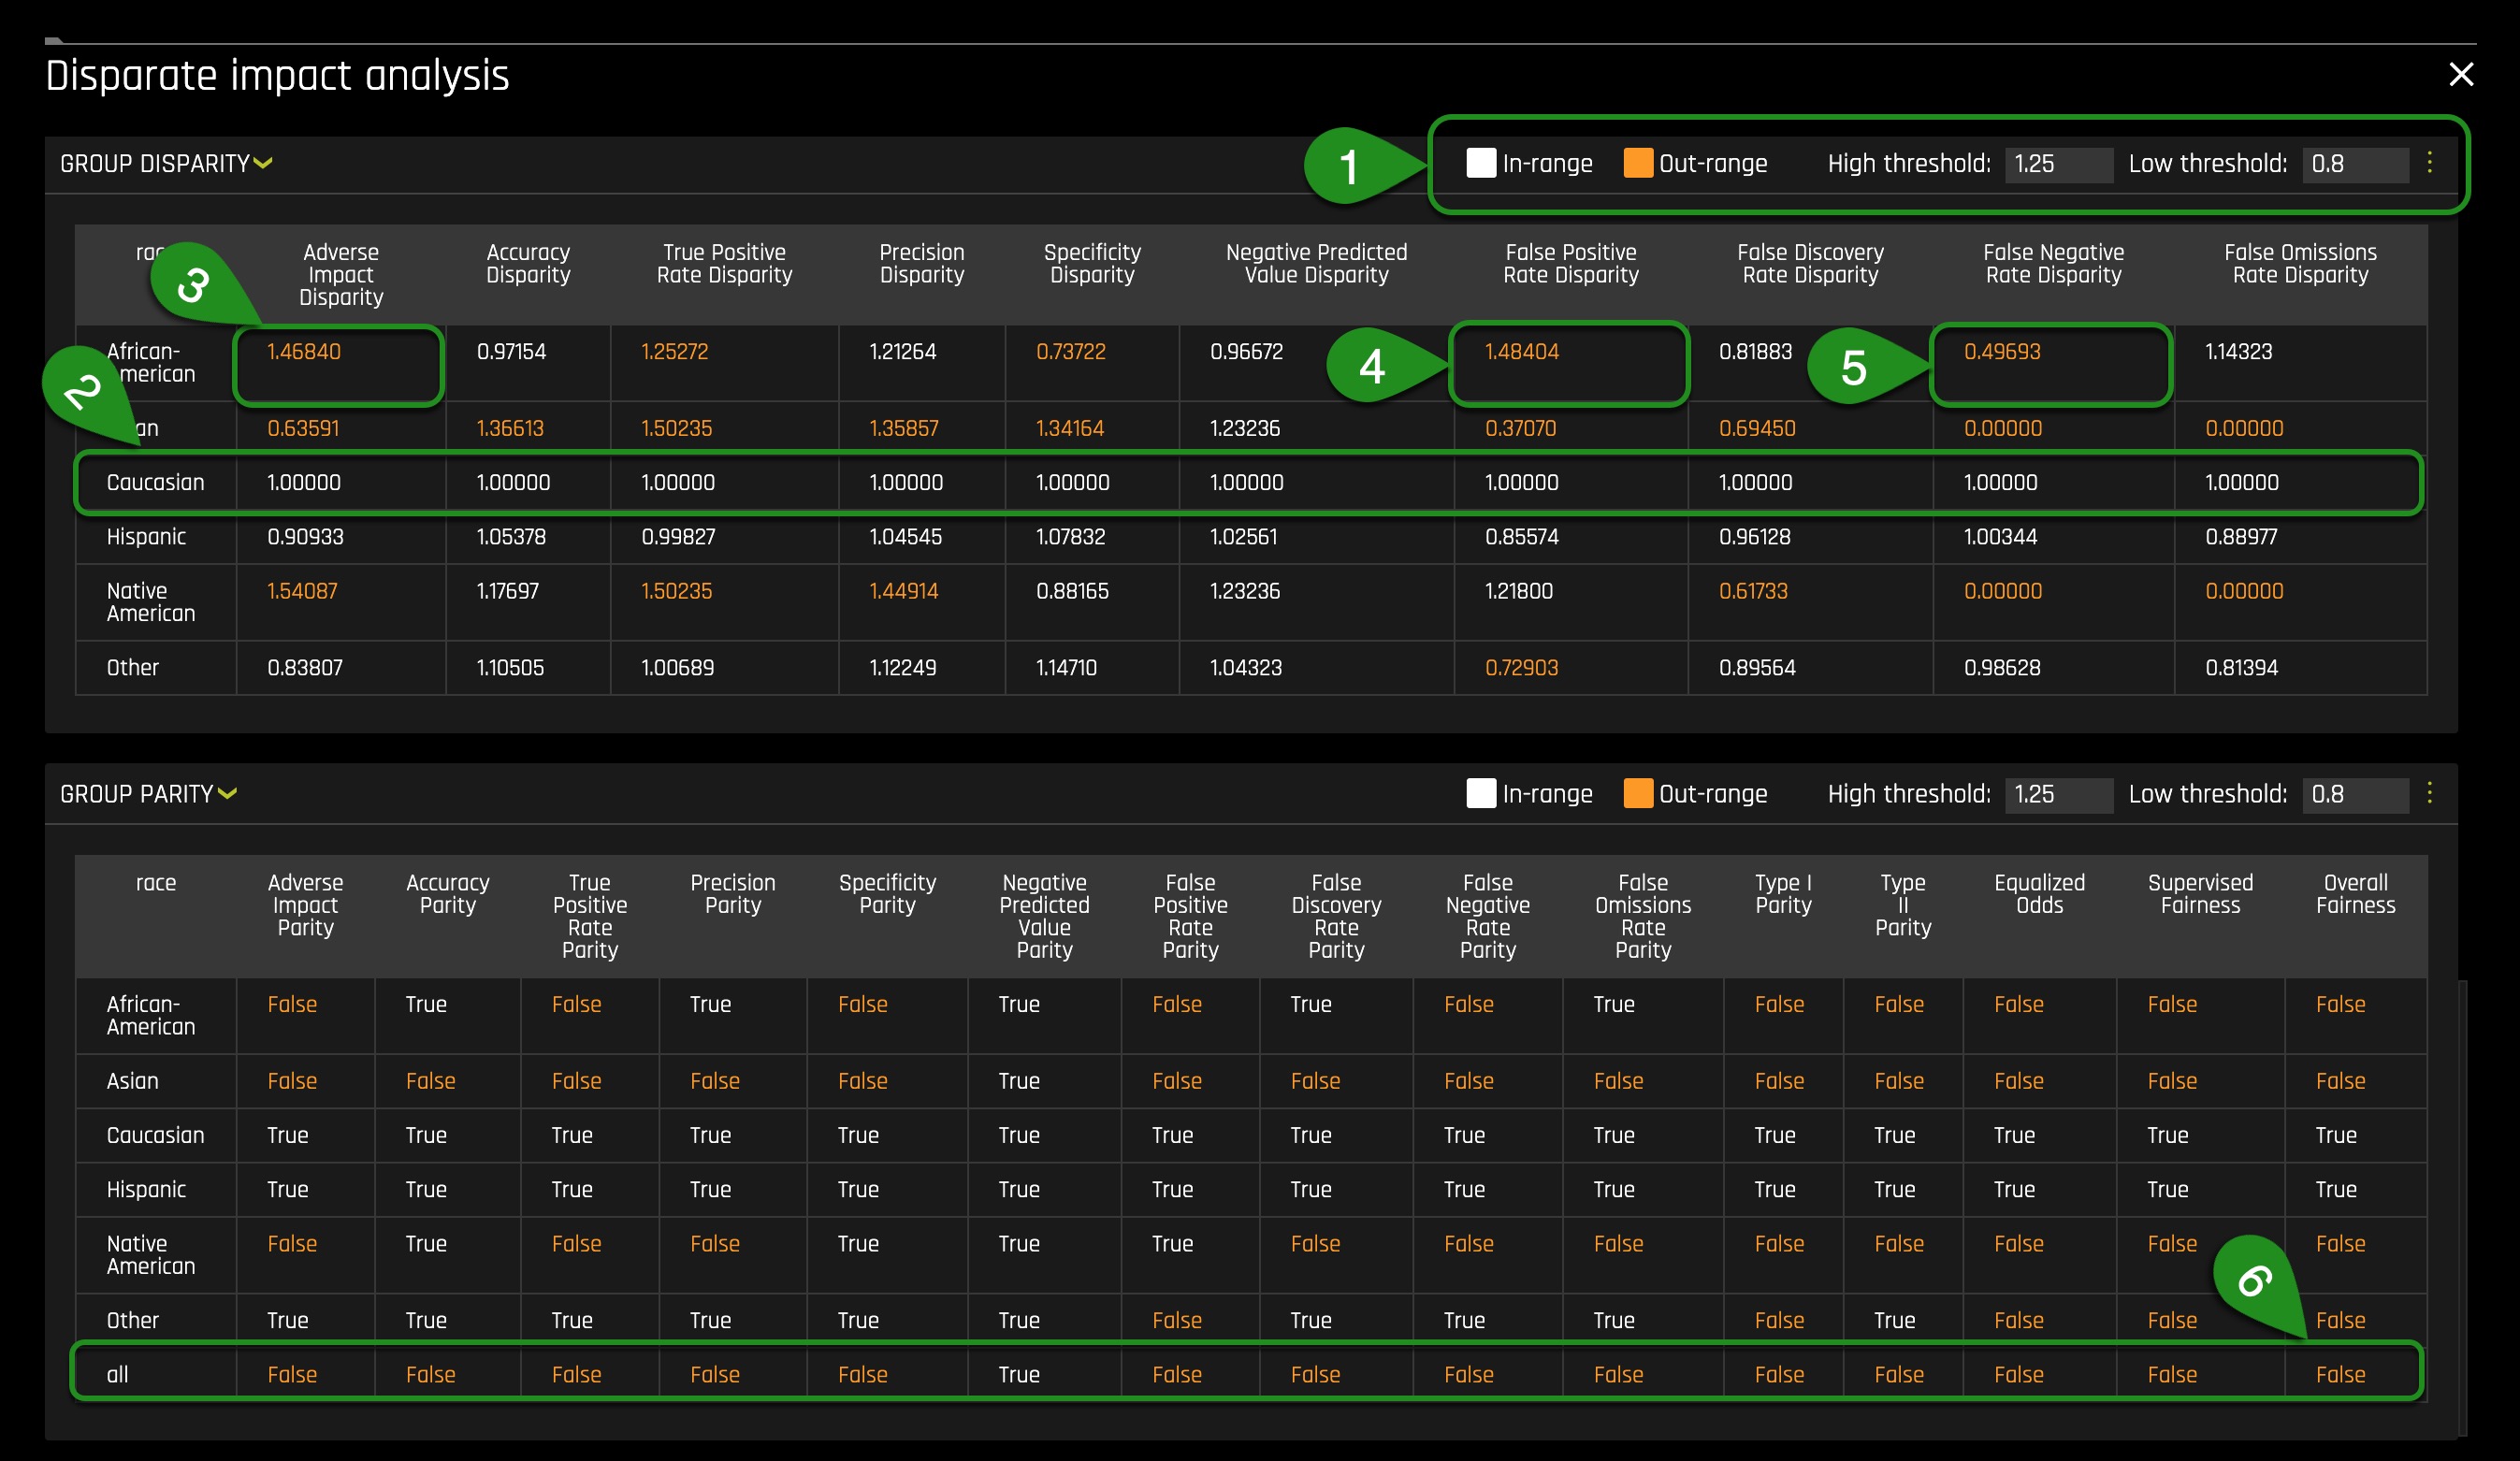 Disparate impact analysis
GROUP DISPARITY
1
In-range Out-range High threshold: 1.25 Low threshold: 0.8
Adverse Impact Disparity Accuracy Disparity True Positive Rate Disparity Precision Disparity Specificity Disparity Negative Predicted Value Disparity False Positive Rate Disparity False Discovery Rate Disparity False Negative Rate Disparity False Omissions Rate Disparity
3
2
4
5
African- 1.46840 0.97154 1.25272 1.21264 0.73722 0.96672 1.48404 0.81883 0.49693 1.14323
0.63591 1.36613 1.50235 1.35857 1.34164 1.23236 0.37070 0.69450 0.00000 0.00000
Caucasian 1.00000 1.00000 1.00000 1.00000 1.00000 1.00000 1.00000 1.00000 1.00000 1.00000
Hispanic 0.90933 1.05378 0.99827 1.04545 1.07832 1.02561 0.85574 0.96128 1.00344 0.88977
Native American 1.54087 1.17697 1.50235 1.44914 0.88165 1.23236 1.21800 0.61733 0.00000 0.00000
Other 0.83807 1.10505 1.00689 1.12249 1.14710 1.04323 0.72903 0.89564 0.98628 0.81394
GROUP PARITY
In-range Out-range High threshold: 1.25 Low threshold: 0.8
race Adverse Impact Parity Accuracy Parity True Positive Rate Parity Precision Parity Specificity Parity Negative Predicted Value Parity False Positive Rate Parity False Discovery Rate Parity False Negative Rate Parity False Omissions Rate Parity Type I Parity Type II Parity Equalized Odds Supervised Fairness Overall Fairness
African-American False True False True False True False True False True False False False False False
Asian False False False False False True False False False False False False False False False
Caucasian True True True True True True True True True True True True True True True
Hispanic True True True True True True True True True True True True True True True
Native American False True False False True True True False False False False False False False False
6
Other True True True True True True False True True True False True False False False
all False False False False False True False False False False False False False False False